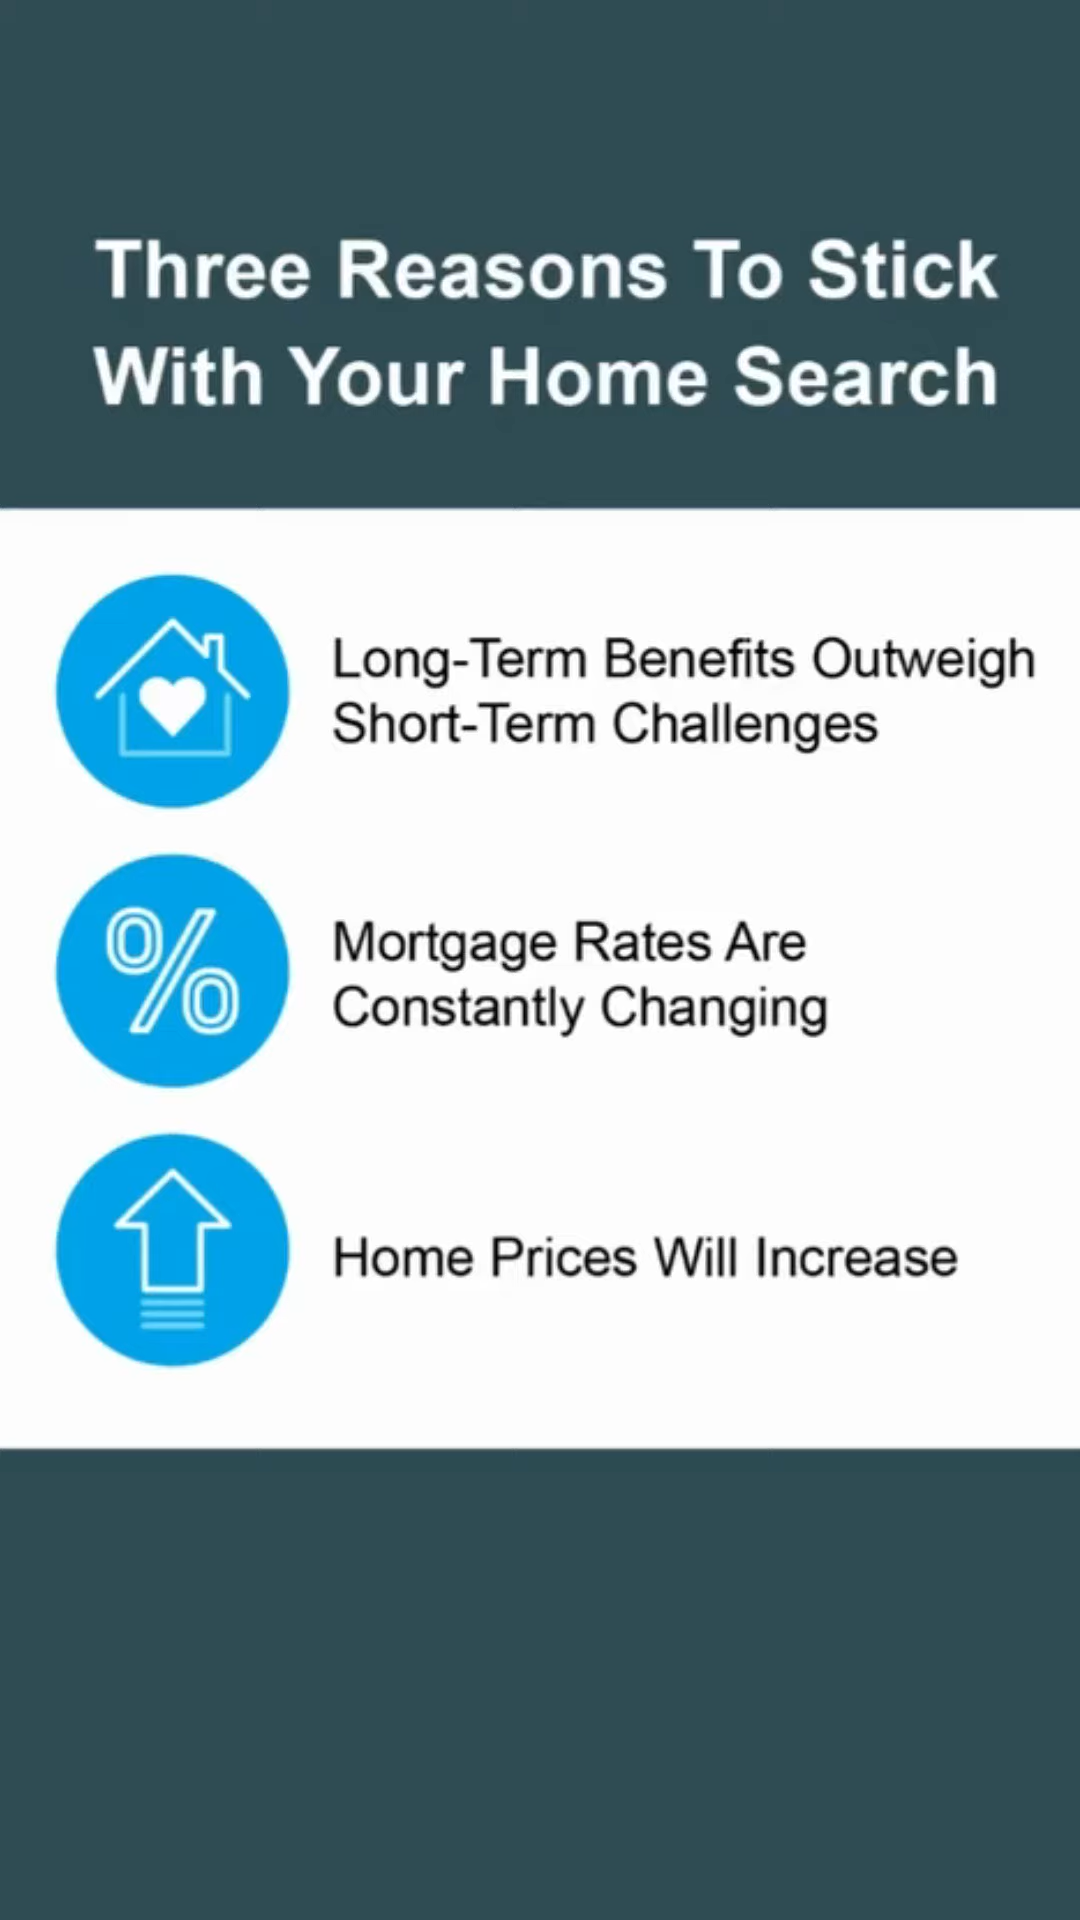 Three Reasons To Stick
With Your Home Search
Long-Term Benefits Outweigh
Short-Term Challenges
%
Mortgage Rates Are
Constantly Changing
Home Prices Will Increase